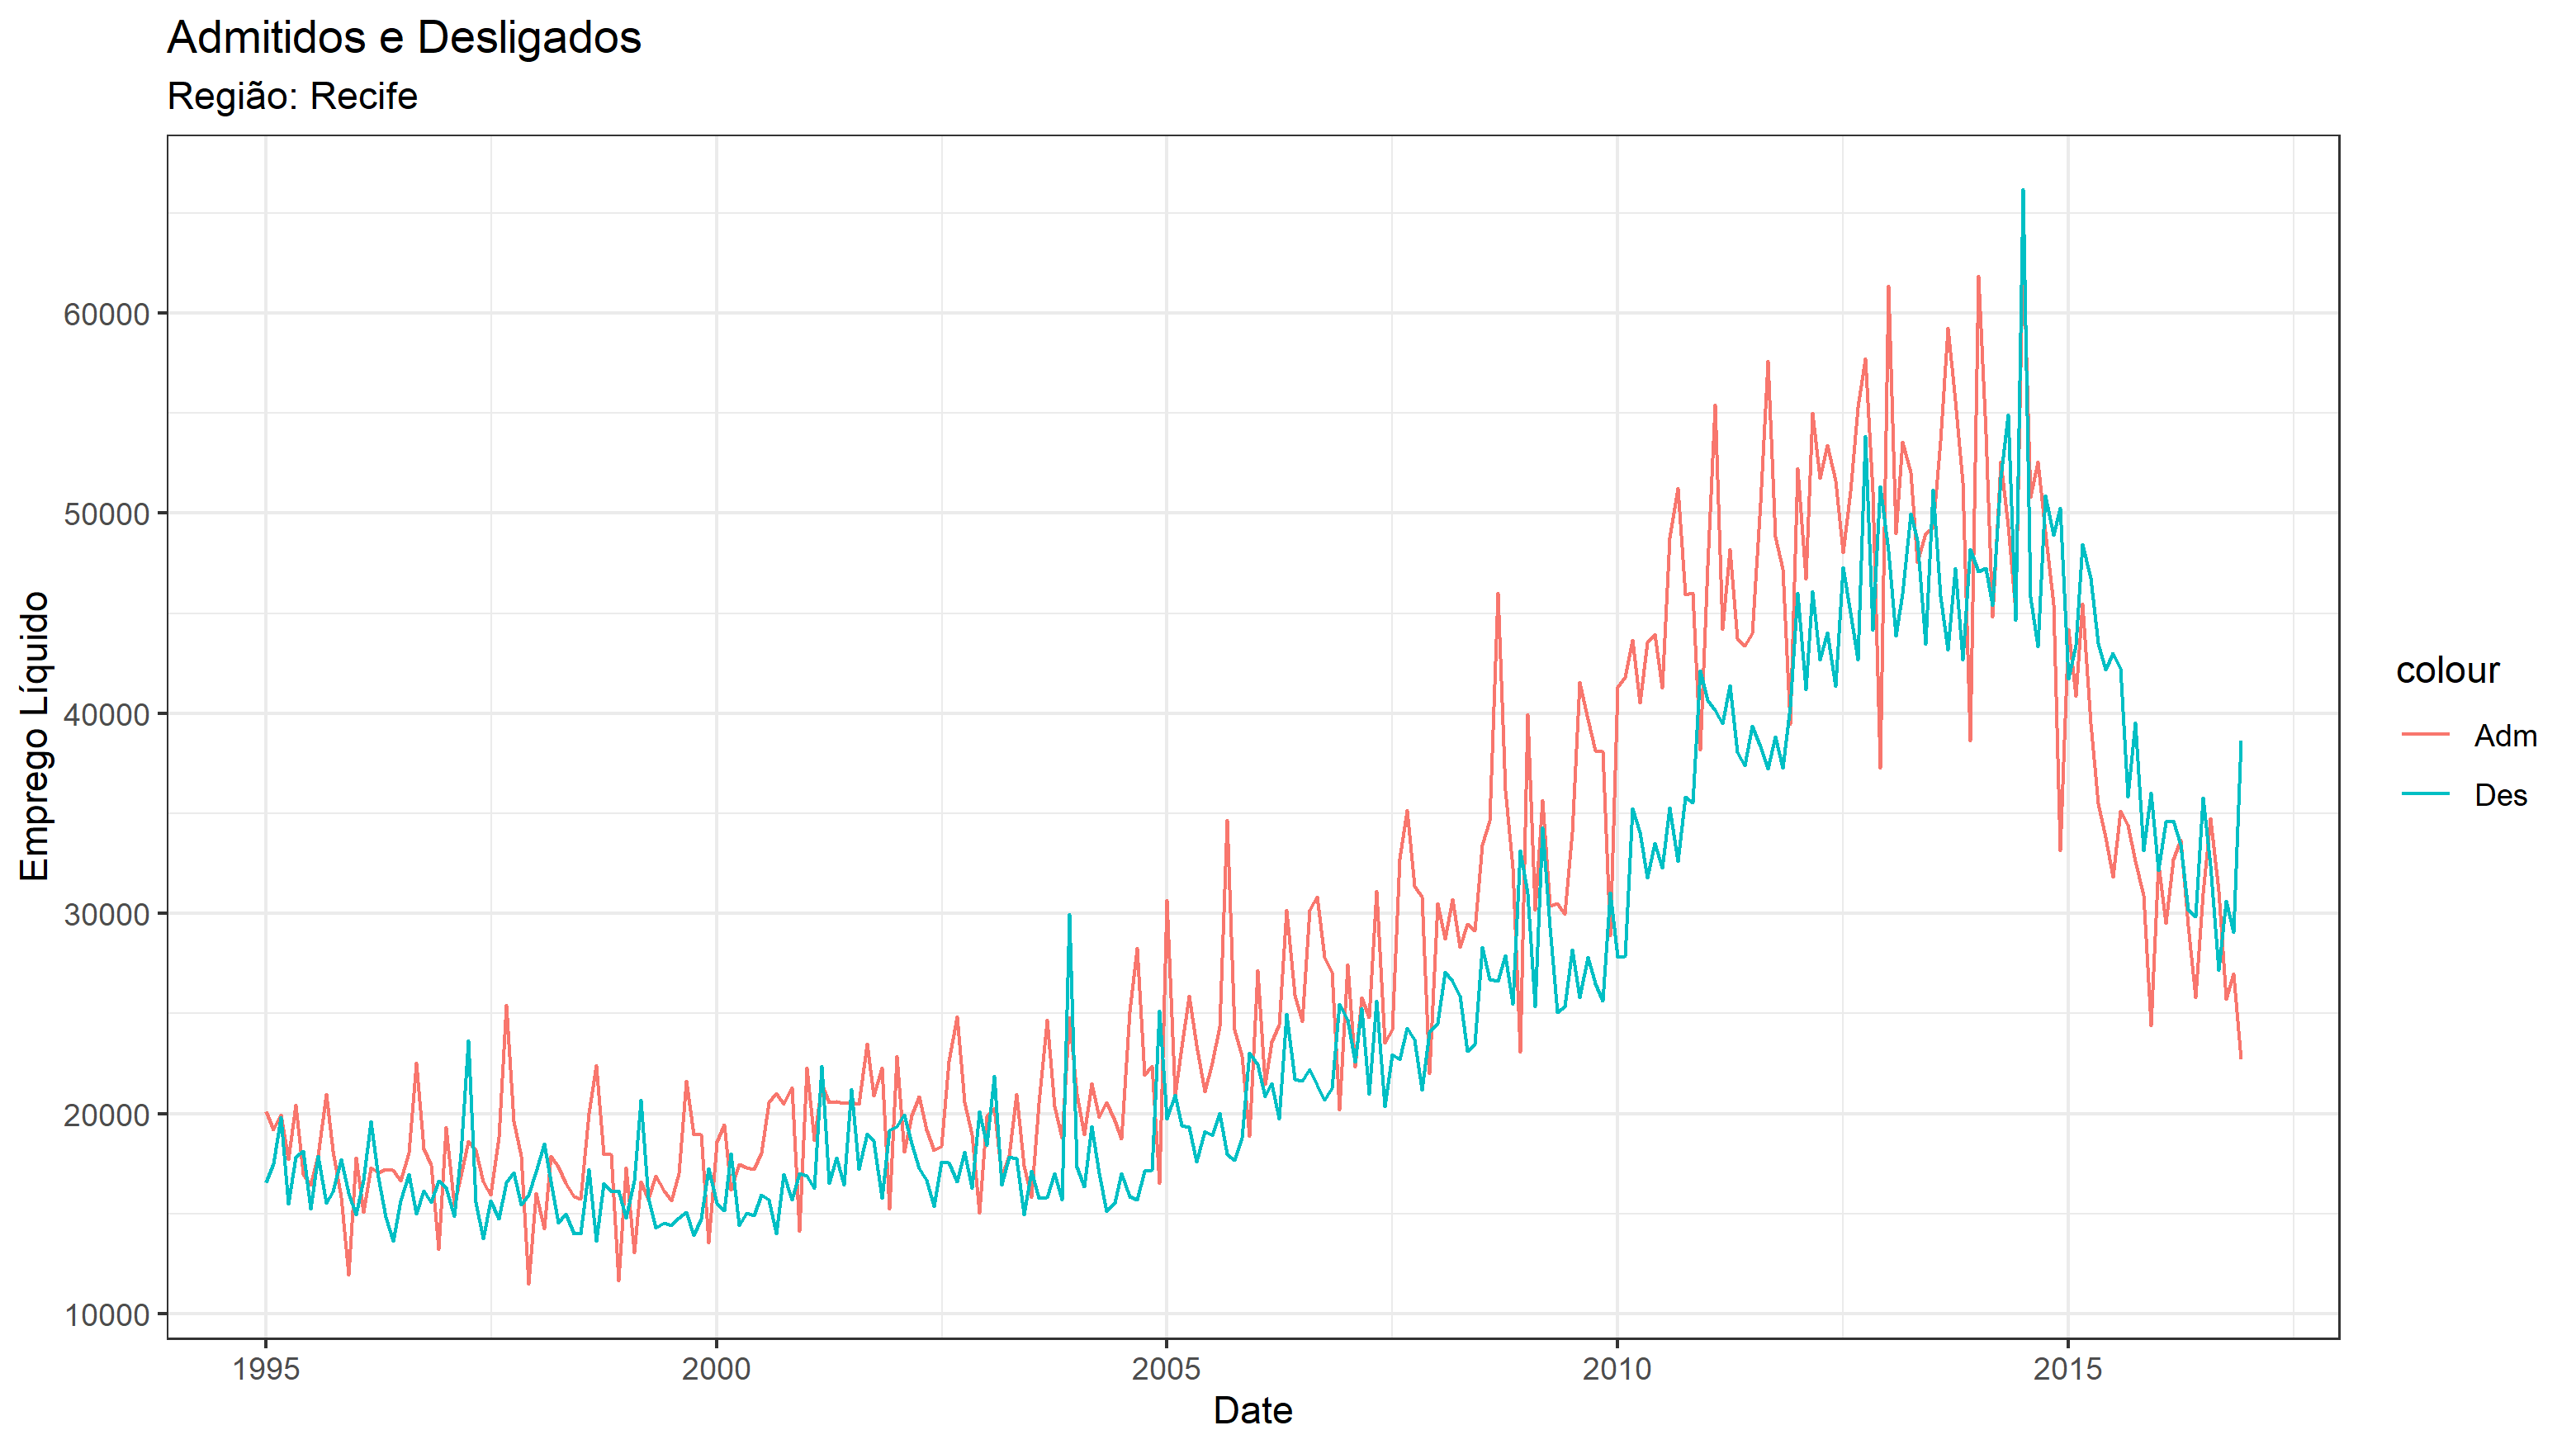 Admitidos e Desligados
Região: Recife
Emprego Líquido
60000
50000
40000
30000
20000
10000
1995
2000
2005
2010
2015
Date
colour
Adm
Des